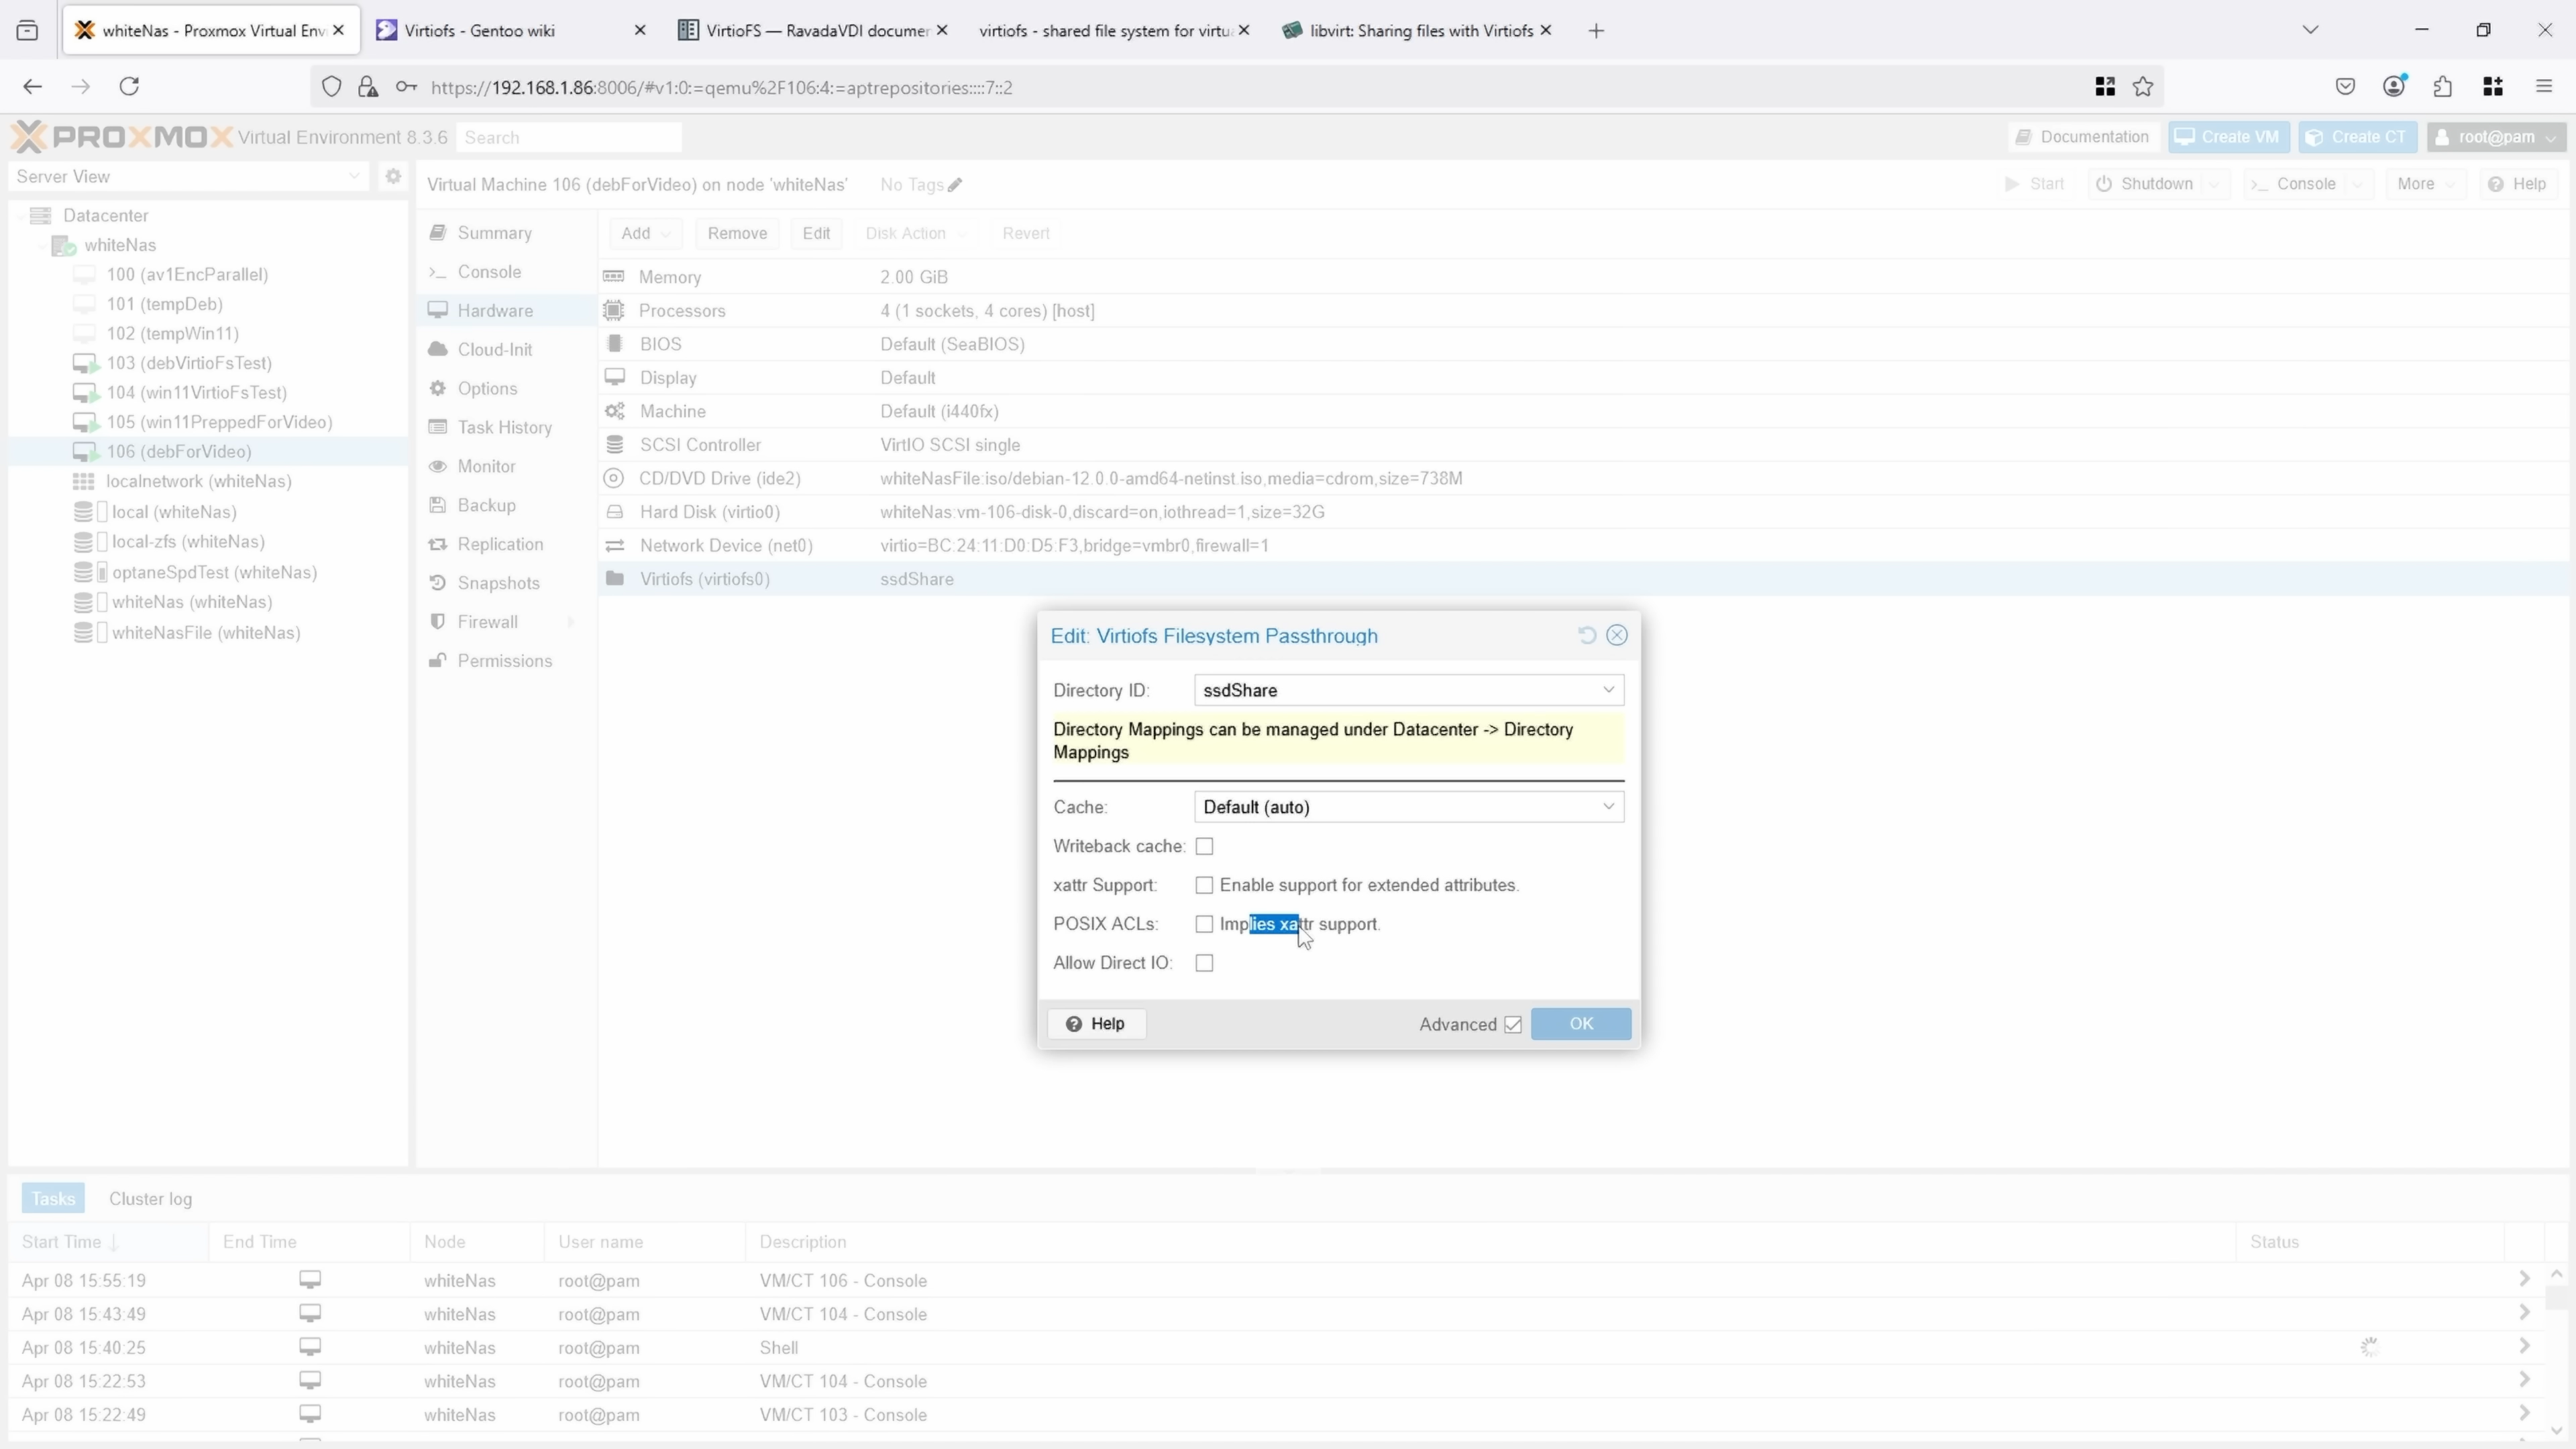 whiteNas - Proxmox Virtual Env
Virtiofs - Gentoo wiki
VirtioFS — RavadaVDI documen
virtiofs - shared file system for virtu
libvirt: Sharing files with Virtiofs
https://192.168.1.86:8006/#v1:0:=qemu%2F106:4:=aptrepositories::::7::2
PROXMOX Virtual Environment 8.3.6
Search
Documentation
Create VM
Create CT
root@pam
Server View
Virtual Machine 106 (debForVideo) on node 'whiteNas'
No Tags
Start
Shutdown
Console
More
Help
Datacenter
whiteNas
100 (av1EncParallel)
101 (tempDeb)
102 (tempWin11)
103 (debVirtioFsTest)
104 (win11VirtioFsTest)
105 (win11PreppedForVideo)
106 (debForVideo)
localnetwork (whiteNas)
local (whiteNas)
local-zfs (whiteNas)
optaneSpdTest (whiteNas)
whiteNas (whiteNas)
whiteNasFile (whiteNas)
Summary
Console
Hardware
Cloud-Init
Options
Task History
Monitor
Backup
Replication
Snapshots
Firewall
Permissions
Add
Remove
Edit
Disk Action
Revert
Memory 2.00 GiB
Processors 4 (1 sockets, 4 cores) [host]
BIOS Default (SeaBIOS)
Display Default
Machine Default (i440fx)
SCSI Controller VirtIO SCSI single
CD/DVD Drive (ide2) whiteNasFile:iso/debian-12.0.0-amd64-netinst.iso,media=cdrom,size=738M
Hard Disk (virtio0) whiteNas:vm-106-disk-0,discard=on,iothread=1,size=32G
Network Device (net0) virtio=BC:24:11:D0:D5:F3,bridge=vmbr0,firewall=1
Virtiofs (virtiofs0) ssdShare
Edit: Virtiofs Filesystem Passthrough
Directory ID: ssdShare
Directory Mappings can be managed under Datacenter -> Directory
Mappings
Cache: Default (auto)
Writeback cache:
xattr Support: Enable support for extended attributes.
POSIX ACLs: Implies xattr support.
Allow Direct IO:
Help
Advanced
OK
Tasks
Cluster log
Start Time End Time Node User name Description Status
Apr 08 15:55:19 whiteNas root@pam VM/CT 106 - Console
Apr 08 15:43:49 whiteNas root@pam VM/CT 104 - Console
Apr 08 15:40:25 whiteNas root@pam Shell
Apr 08 15:22:53 whiteNas root@pam VM/CT 104 - Console
Apr 08 15:22:49 whiteNas root@pam VM/CT 103 - Console